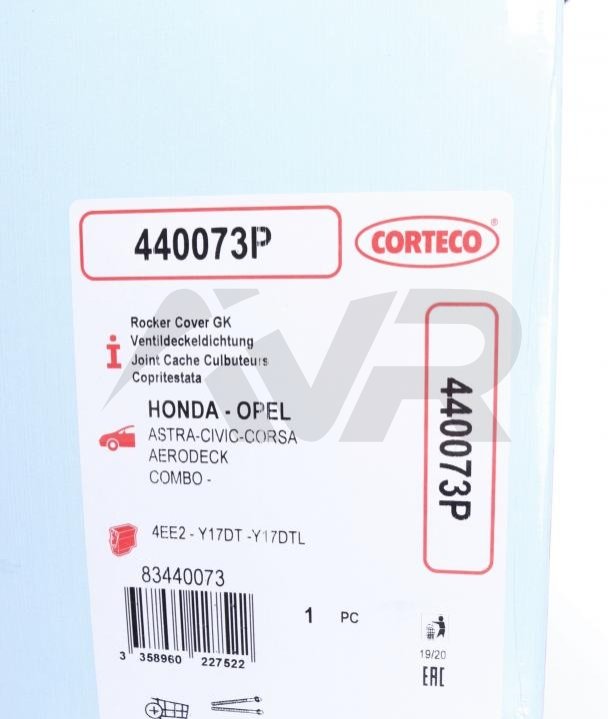 440073P
CORTECO®
Rocker Cover GK
Ventildeckeldichtung
Joint Cache Culbuteurs
Copritestata
HONDA - OPEL
ASTRA-CIVIC-CORSA
AERODECK
COMBO -
440073P
4EE2 - Y17DT -Y17DTL
83440073
3 358960 227522
1 PC
19/20
EAC